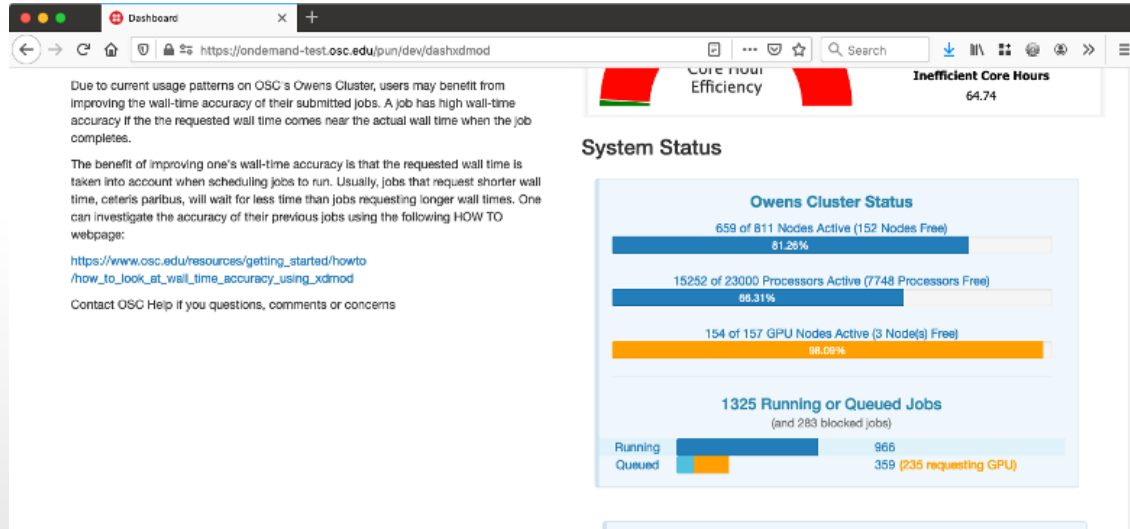 Dashboard
https://ondemand-test.osc.edu/pun/dev/dashxdmod
Search
Due to current usage patterns on OSC's Owens Cluster, users may benefit from
improving the wall-time accuracy of their submitted jobs. A job has high wall-time
accuracy if the the requested wall time comes near the actual wall time when the job
completes.
The benefit of improving one's wall-time accuracy is that the requested wall time is
taken into account when scheduling jobs to run. Usually, jobs that request shorter wall
time, ceteris paribus, will wait for less time than jobs requesting longer wall times. One
can investigate the accuracy of their previous jobs using the following HOW TO
webpage:
https://www.osc.edu/resources/getting_started/howto
/how_to_look_at_wall_time_accuracy_using_xdmod
Contact OSC Help if you questions, comments or concerns
Core Hour
Efficiency
Inefficient Core Hours
64.74
System Status
Owens Cluster Status
659 of 811 Nodes Active (152 Nodes Free)
81.26%
15252 of 23000 Processors Active (7748 Processors Free)
66.31%
154 of 157 GPU Nodes Active (3 Node(s) Free)
98.09%
1325 Running or Queued Jobs
(and 283 blocked jobs)
Running 966
Queued 359 (235 requesting GPU)